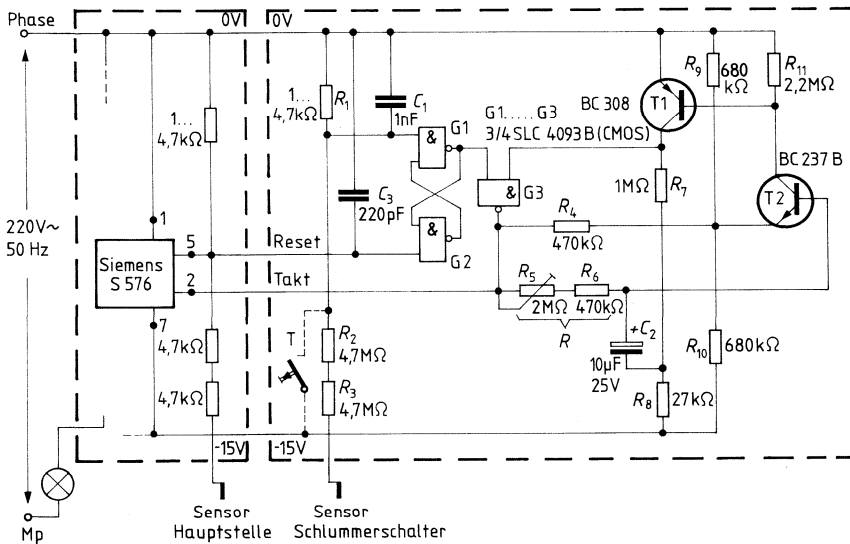 Phase
220V~
50 Hz
Mp
0V
1...
4,7kΩ
1
5
2
7
Siemens
S 576
4,7kΩ
4,7kΩ
-15V
Sensor
Hauptstelle
0V
1...
4,7kΩ
R1
C1
1nF
C3
220pF
Reset
Takt
&
G1
&
G2
&
G3
G1.....G3
3/4 SLC 4093 B (CMOS)
BC 308
T1
R9
680
kΩ
R11
2,2MΩ
BC 237 B
T2
1MΩ
R7
R4
470kΩ
R5
2MΩ
R6
470kΩ
R
+C2
10µF
25V
R8
27kΩ
R10
680kΩ
T
R2
4,7MΩ
R3
4,7MΩ
-15V
Sensor
Schlummerschalter